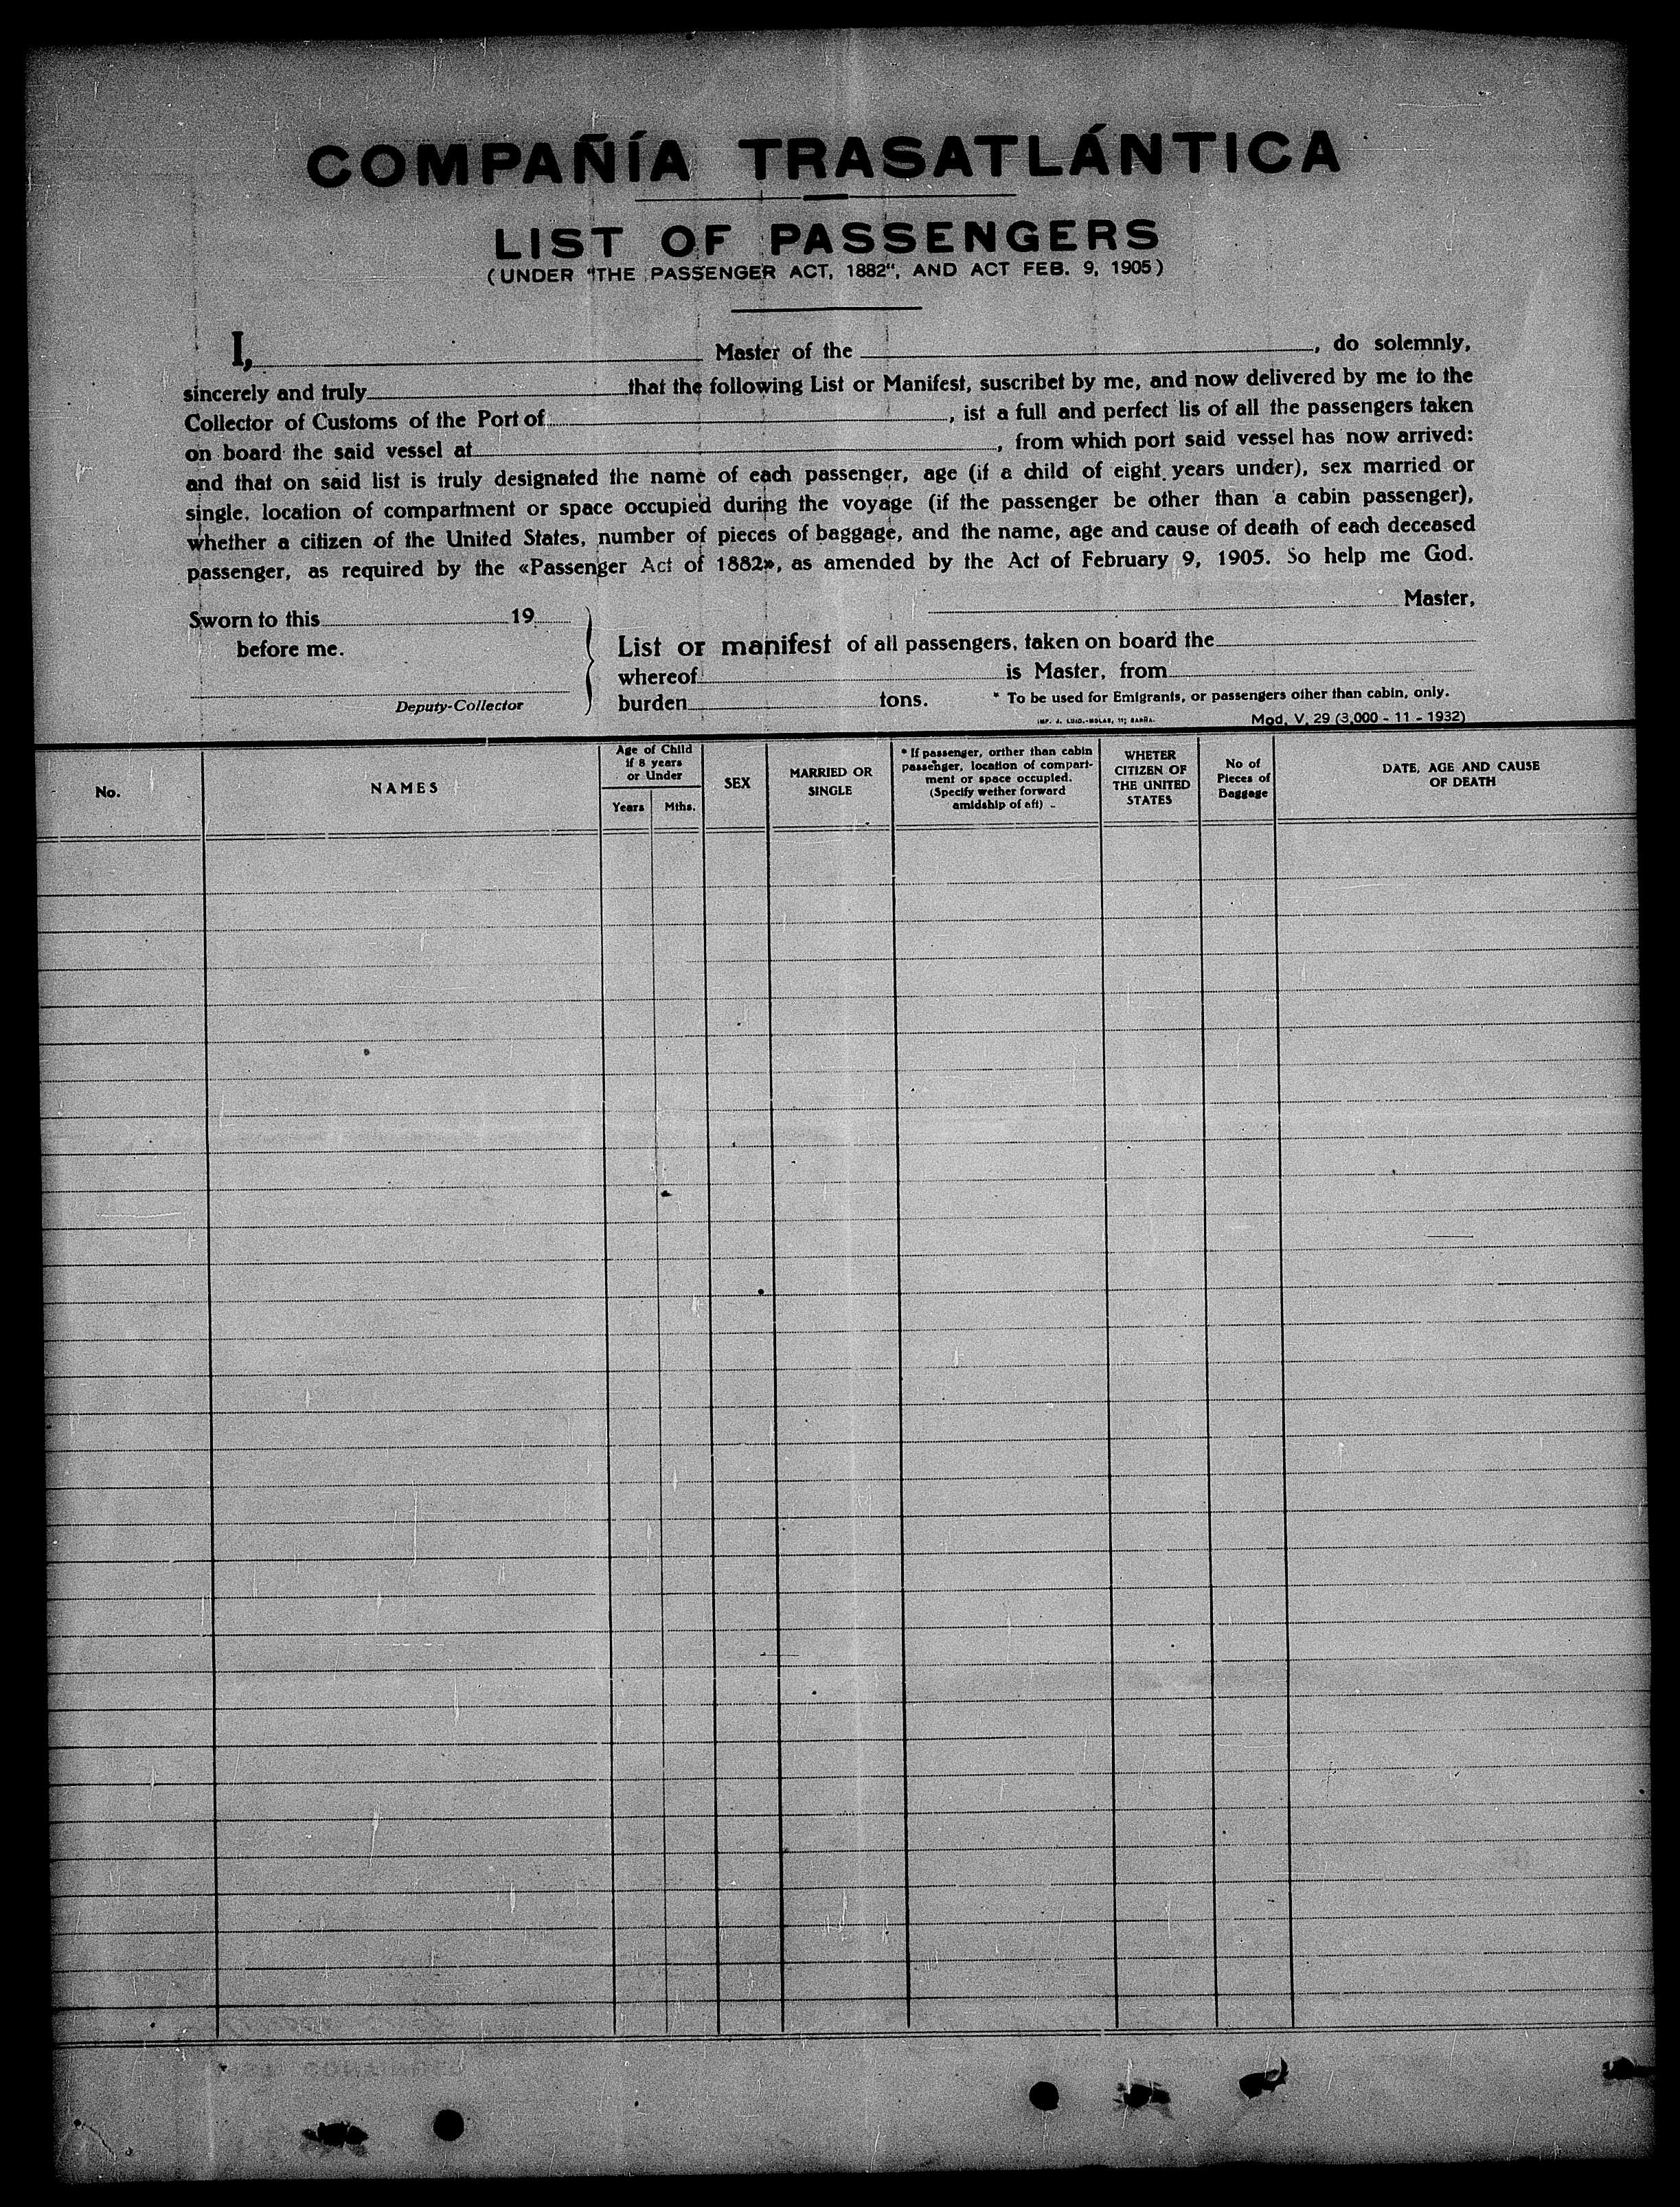 COMPAÑÍA TRASATLÁNTICA
LIST OF PASSENGERS
(UNDER "THE PASSENGER ACT, 1882", AND ACT FEB. 9, 1905)
I, Master of the , do solemnly,
sincerely and truly that the following List or Manifest, suscribet by me, and now delivered by me to the
Collector of Customs of the Port of , ist a full and perfect lis of all the passengers taken
on board the said vessel at , from which port said vessel has now arrived:
and that on said list is truly designated the name of each passenger, age (if a child of eight years under), sex married or
single, location of compartment or space occupied during the voyage (if the passenger be other than a cabin passenger),
whether a citizen of the United States, number of pieces of baggage, and the name, age and cause of death of each deceased
passenger, as required by the «Passenger Act of 1882», as amended by the Act of February 9, 1905. So help me God.
Master,
Sworn to this 19
before me.
Deputy-Collector
List or manifest of all passengers, taken on board the
whereof is Master, from
burden tons.
* To be used for Emigrants, or passengers other than cabin, only.
Mod. V. 29 (3,000 - 11 - 1932)
No.
NAMES
Age of Child
if 8 years
or Under
Years Mths.
SEX
MARRIED OR
SINGLE
* If passenger, orther than cabin
passenger, location of compart-
ment or space occupied.
(Specify wether forward
amidship of aft)
WHETER
CITIZEN OF
THE UNITED
STATES
No of
Pieces of
Baggage
DATE, AGE AND CAUSE
OF DEATH